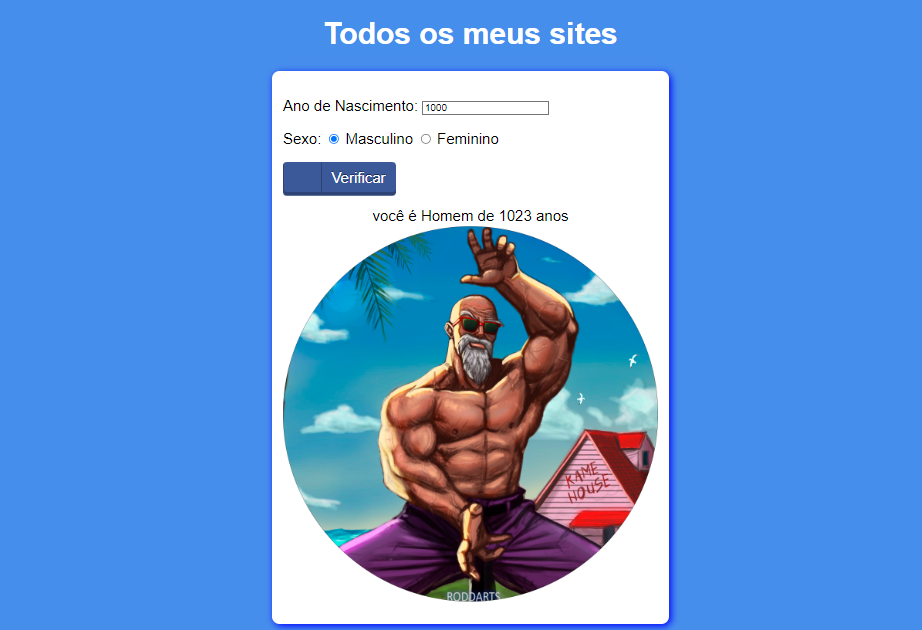 Todos os meus sites
Ano de Nascimento: 1000
Sexo: Masculino Feminino
Verificar
você é Homem de 1023 anos
KAME
HOUSE
RODDARTS